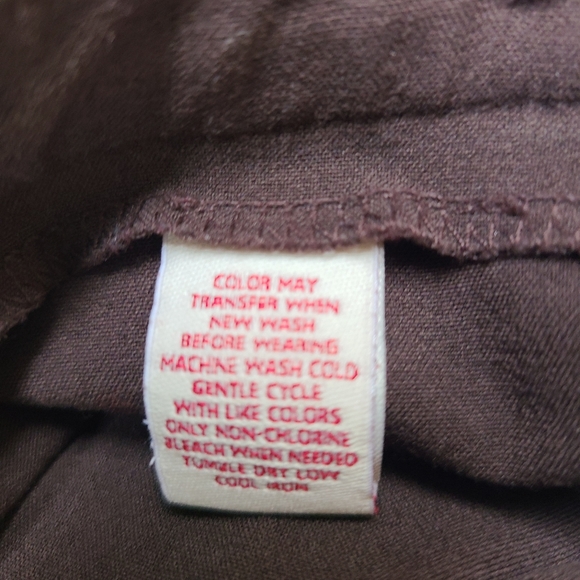 COLOR MAY
TRANSFER WHEN
NEW WASH
BEFORE WEARING
MACHINE WASH COLD
GENTLE CYCLE
WITH LIKE COLORS
ONLY NON-CHLORINE
BLEACH WHEN NEEDED
TUMBLE DRY LOW
COOL IRON